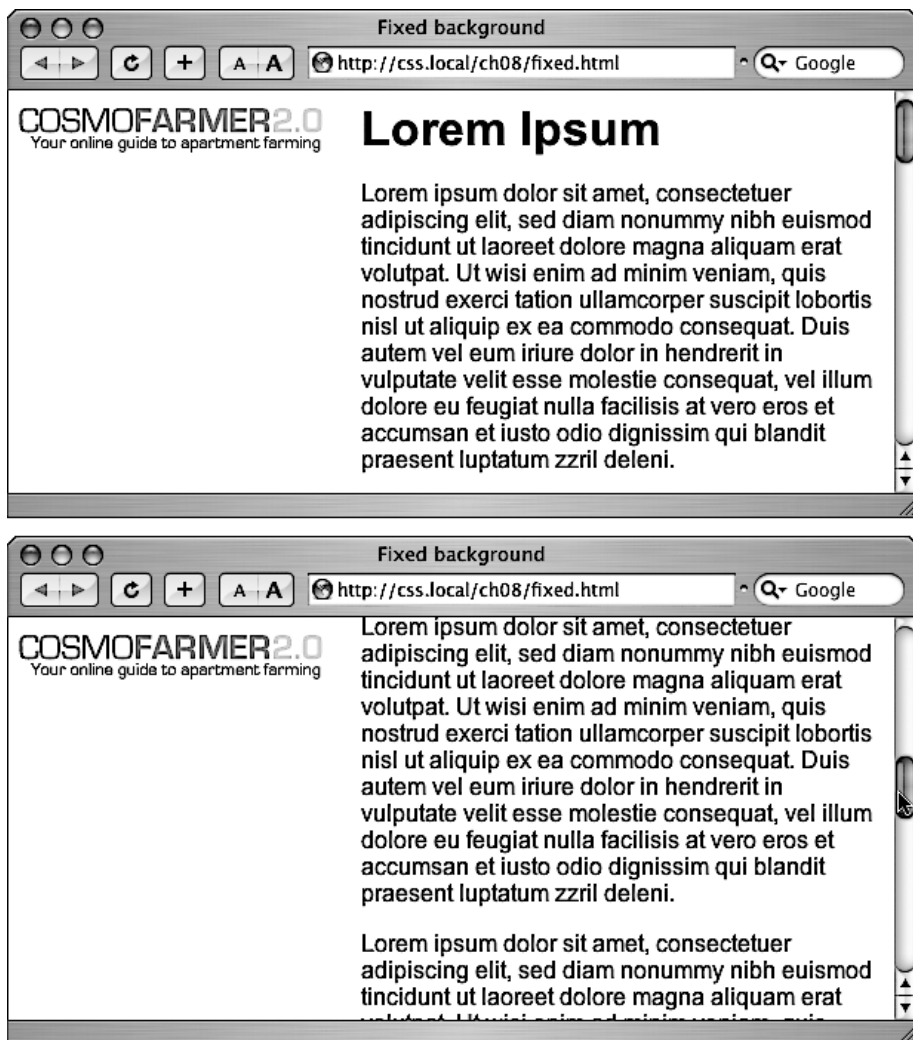 Fixed background
A A http://css.local/ch08/fixed.html Google
COSMOFARMER2.0
Your online guide to apartment farming
Lorem Ipsum
Lorem ipsum dolor sit amet, consectetuer
adipiscing elit, sed diam nonummy nibh euismod
tincidunt ut laoreet dolore magna aliquam erat
volutpat. Ut wisi enim ad minim veniam, quis
nostrud exerci tation ullamcorper suscipit lobortis
nisl ut aliquip ex ea commodo consequat. Duis
autem vel eum iriure dolor in hendrerit in
vulputate velit esse molestie consequat, vel illum
dolore eu feugiat nulla facilisis at vero eros et
accumsan et iusto odio dignissim qui blandit
praesent luptatum zzril deleni.
Fixed background
A A http://css.local/ch08/fixed.html Google
COSMOFARMER2.0
Your online guide to apartment farming
Lorem ipsum dolor sit amet, consectetuer
adipiscing elit, sed diam nonummy nibh euismod
tincidunt ut laoreet dolore magna aliquam erat
volutpat. Ut wisi enim ad minim veniam, quis
nostrud exerci tation ullamcorper suscipit lobortis
nisl ut aliquip ex ea commodo consequat. Duis
autem vel eum iriure dolor in hendrerit in
vulputate velit esse molestie consequat, vel illum
dolore eu feugiat nulla facilisis at vero eros et
accumsan et iusto odio dignissim qui blandit
praesent luptatum zzril deleni.
Lorem ipsum dolor sit amet, consectetuer
adipiscing elit, sed diam nonummy nibh euismod
tincidunt ut laoreet dolore magna aliquam erat